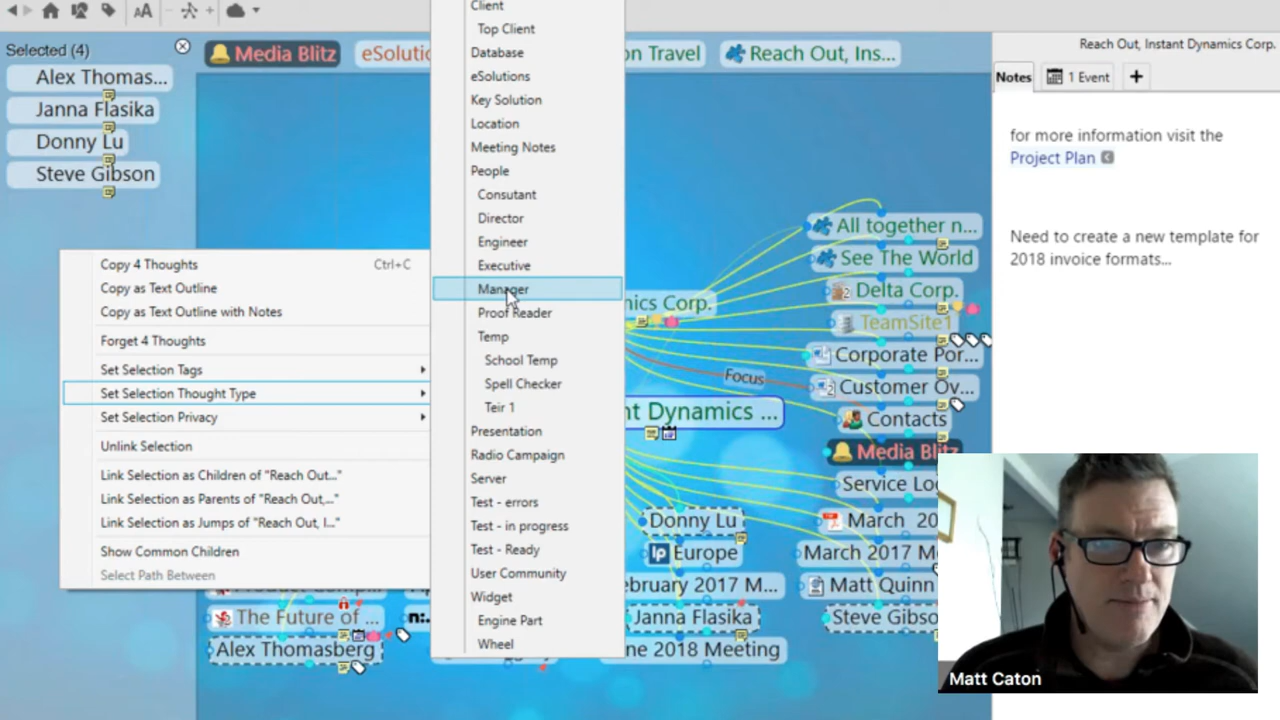 AA
Selected (4)
Alex Thomas...
Janna Flasika
Donny Lu
Steve Gibson
Media Blitz
eSolutio
on Travel
Reach Out, Ins...
Client
Top Client
Database
eSolutions
Key Solution
Location
Meeting Notes
People
Consutant
Director
Engineer
Executive
Manager
Proof Reader
Temp
School Temp
Spell Checker
Teir 1
Presentation
Radio Campaign
Server
Test - errors
Test - in progress
Test - Ready
User Community
Widget
Engine Part
Wheel
Copy 4 Thoughts Ctrl+C
Copy as Text Outline
Copy as Text Outline with Notes
Forget 4 Thoughts
Set Selection Tags
Set Selection Thought Type
Set Selection Privacy
Unlink Selection
Link Selection as Children of "Reach Out..."
Link Selection as Parents of "Reach Out,..."
Link Selection as Jumps of "Reach Out, I..."
Show Common Children
Select Path Between
The Future of ...
Alex Thomasberg
mics Corp.
Focus
nt Dynamics ...
Donny Lu
Europe
ebruary 2017 M...
Janna Flasika
ne 2018 Meeting
All together n...
See The World
2 Delta Corp.
TeamSite1
Corporate Por...
2 Customer Ov...
Contacts
Media Blitz
Service Lo
March 20
March 2017 M
Matt Quinn
Steve Gibso
Reach Out, Instant Dynamics Corp.
Notes
1 Event
+
for more information visit the
Project Plan
Need to create a new template for
2018 invoice formats...
Matt Caton